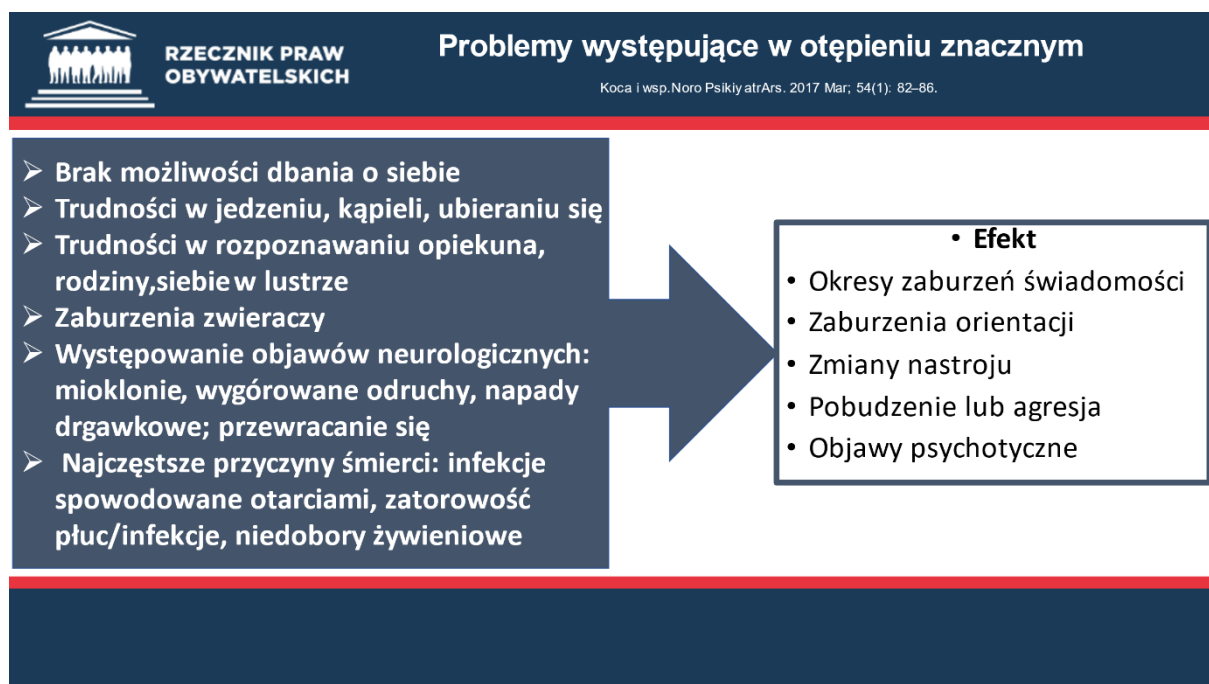 RZECZNIK PRAW
OBYWATELSKICH
Problemy występujące w otępieniu znacznym
Koca i wsp.Noro PsikiyatrArs. 2017 Mar; 54(1): 82–86.
➢ Brak możliwości dbania o siebie
➢ Trudności w jedzeniu, kąpieli, ubieraniu się
➢ Trudności w rozpoznawaniu opiekuna,
rodziny,siebie w lustrze
➢ Zaburzenia zwieraczy
➢ Występowanie objawów neurologicznych:
mioklonie, wygórowane odruchy, napady
drgawkowe; przewracanie się
➢ Najczęstsze przyczyny śmierci: infekcje
spowodowane otarciami, zatorowość
płuc/infekcje, niedobory żywieniowe
• Efekt
• Okresy zaburzeń świadomości
• Zaburzenia orientacji
• Zmiany nastroju
• Pobudzenie lub agresja
• Objawy psychotyczne